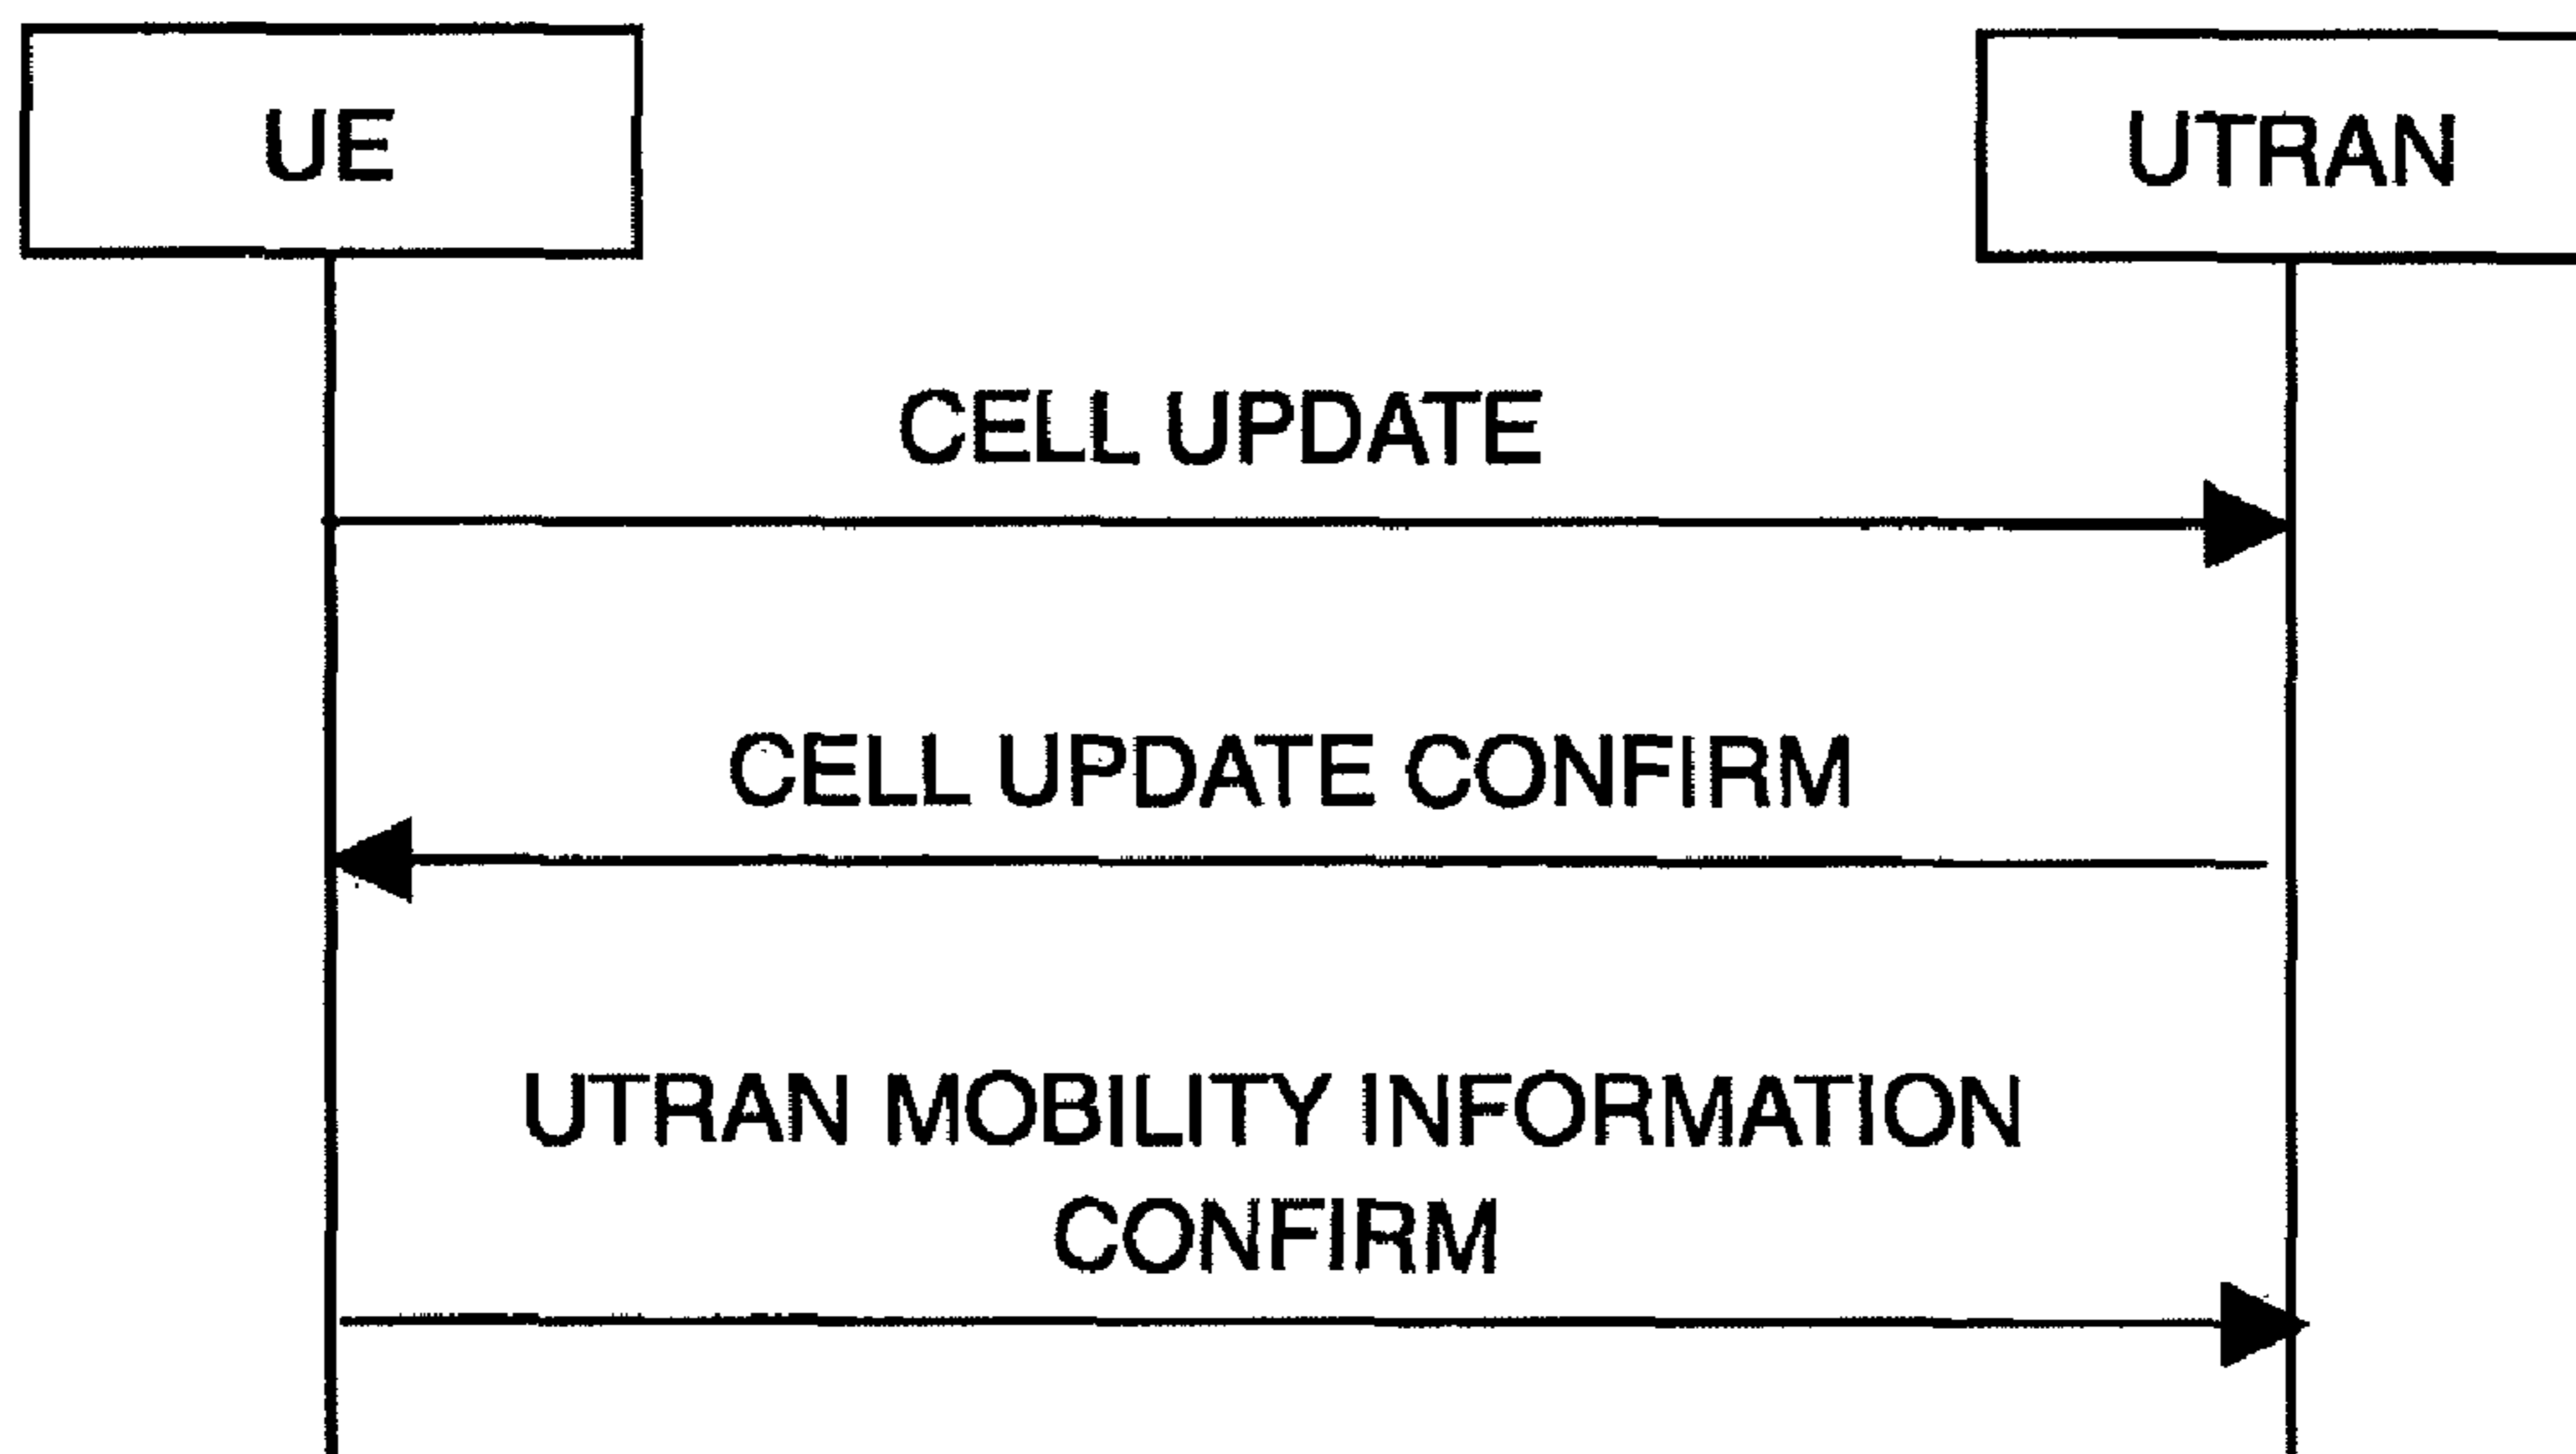 UE
UTRAN
CELL UPDATE
CELL UPDATE CONFIRM
UTRAN MOBILITY INFORMATION
CONFIRM